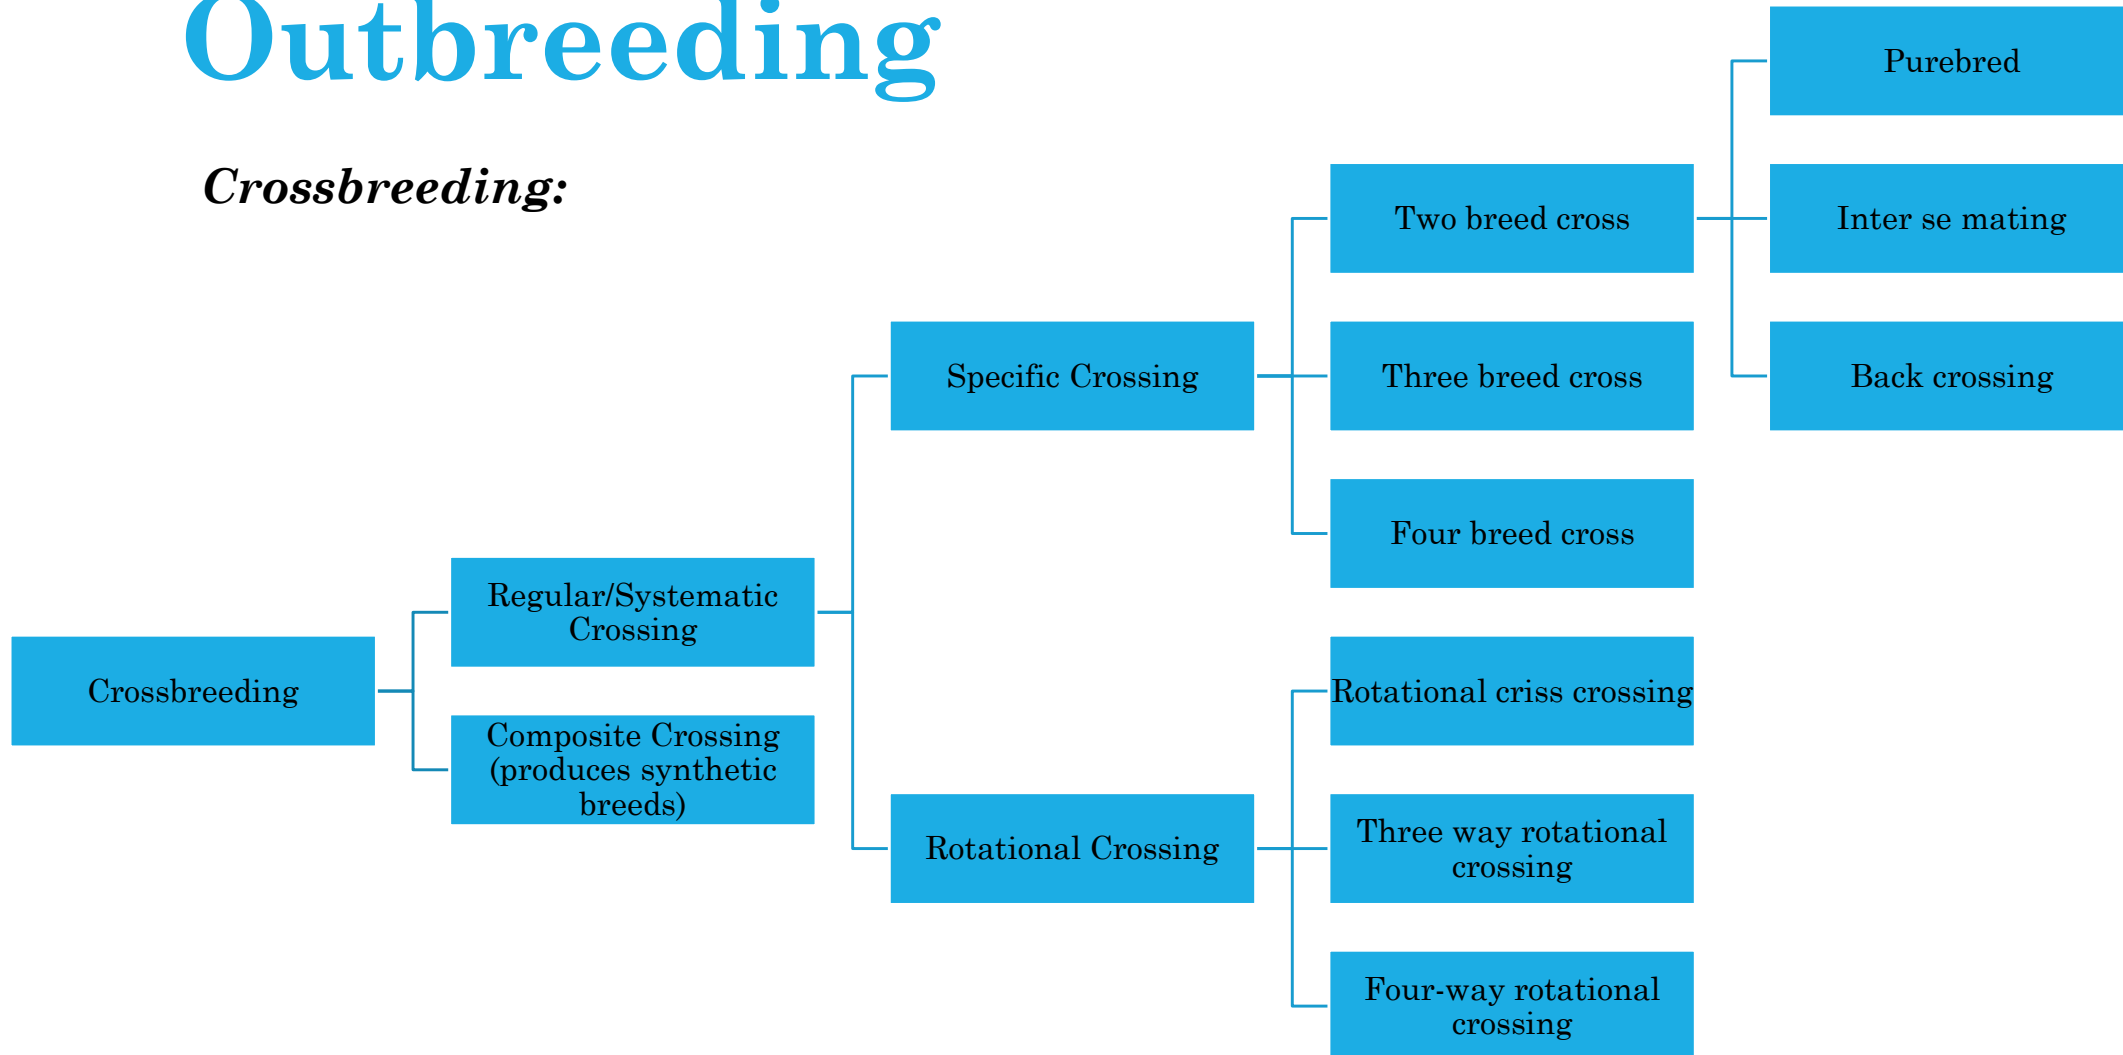 Outbreeding
Crossbreeding:
Crossbreeding
Regular/Systematic
Crossing
Composite Crossing
(produces synthetic
breeds)
Specific Crossing
Rotational Crossing
Two breed cross
Three breed cross
Four breed cross
Rotational criss crossing
Three way rotational
crossing
Four-way rotational
crossing
Purebred
Inter se mating
Back crossing